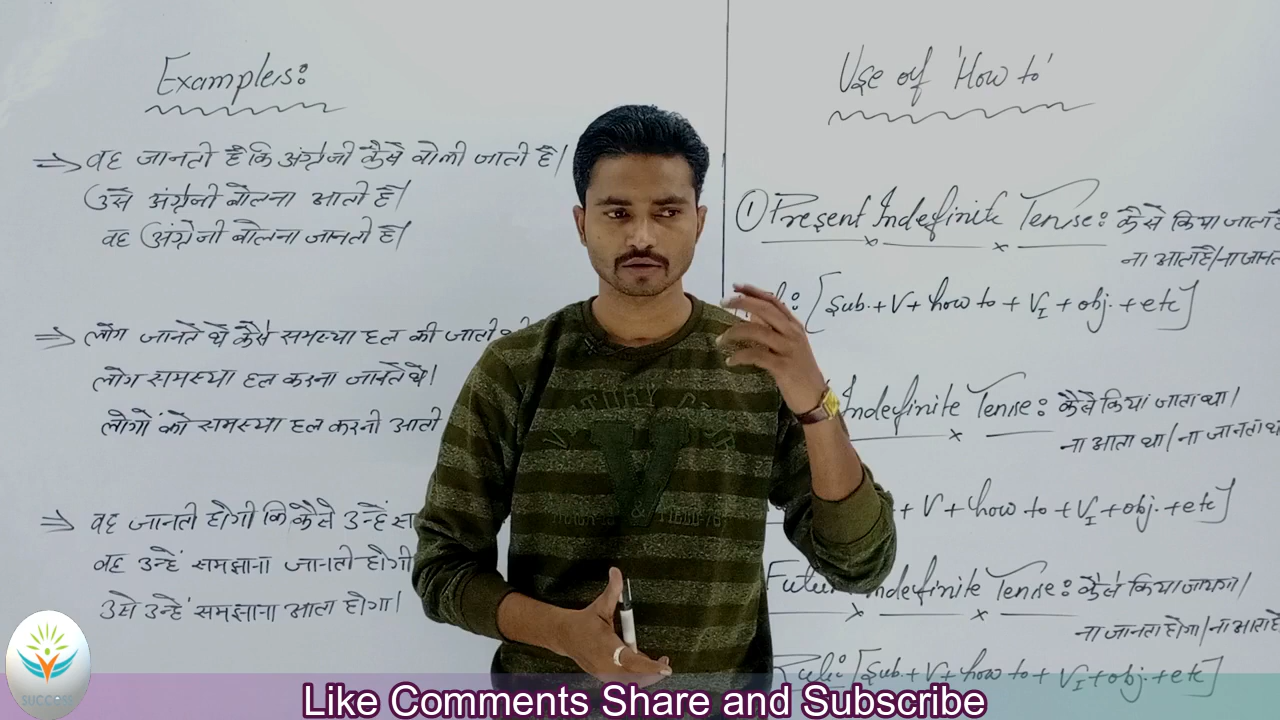 Examples:
⇒ वह जानती है कि अंग्रेजी कैसे बोली जाती है।
उसे अंग्रेजी बोलना आती है।
वह अंग्रेजी बोलना जानती है।
⇒ लोग जानते थे कैसे समस्या हल की जाती
लोग समस्या हल करना जानते थे।
लोगों को समस्या हल करनी आती
⇒ वह जानती होगी कि कैसे उन्हें
वह उन्हें समझाना जानती होगी
उसे उन्हें समझाना आता होगा।
Use of 'How to'
① Present Indefinite Tense: कैसे किया जाता
ना आता है/ना जानत
[Sub. + V + how to + V₁ + obj. + etc]
Indefinite Tense: कैसे किया जाता था।
ना आता था/ना जानता थ
+ V + how to + V₁ + obj. + etc]
Indefinite Tense: कैसे किया जायगा।
ना जानता होगा/ना आता
Rule: [Sub. + V + how to + V₁ + obj. + etc]
SUCCESS
Like Comments Share and Subscribe